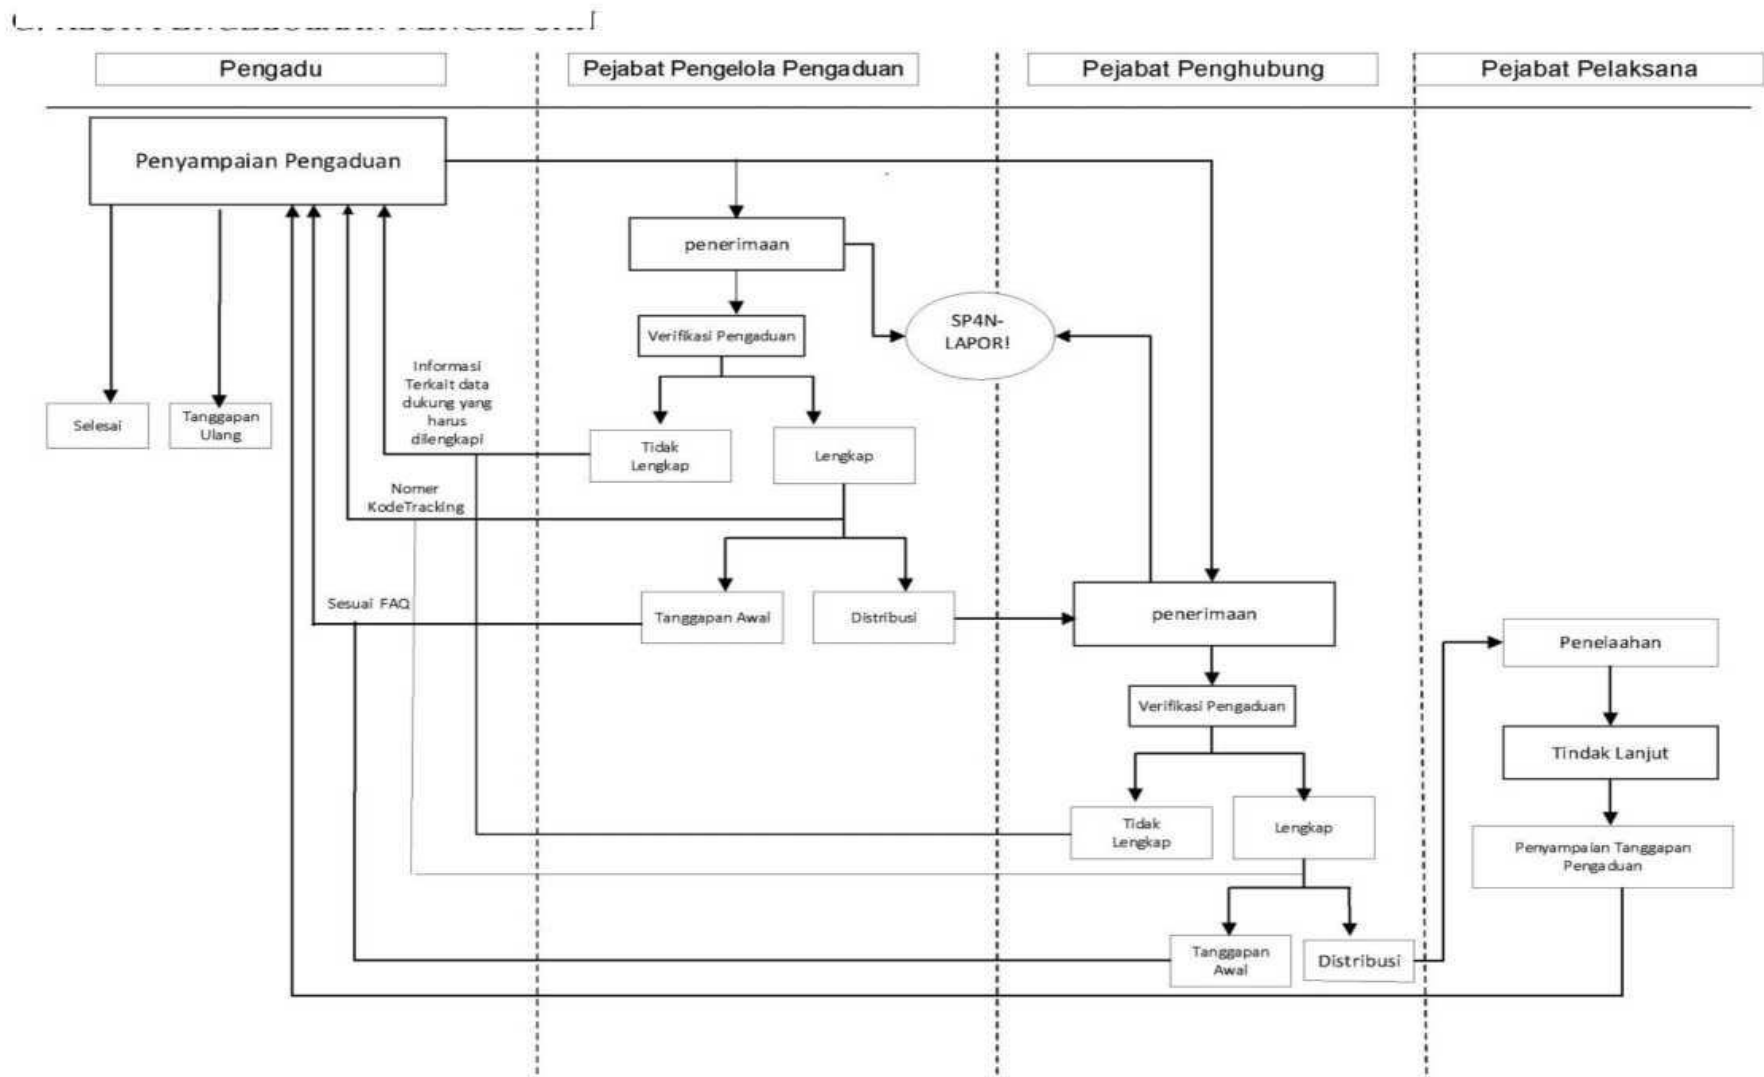 Pengadu
Pejabat Pengelola Pengaduan
Pejabat Penghubung
Pejabat Pelaksana
Penyampaian Pengaduan
penerimaan
SP4N-
LAPOR!
Verifikasi Pengaduan
Informasi
Terkait data
dukung yang
harus
dilengkapi
Selesai
Tanggapan
Ulang
Tidak
Lengkap
Lengkap
Nomer
KodeTracking
Sesuai FAQ
Tanggapan Awal
Distribusi
penerimaan
Penelaahan
Verifikasi Pengaduan
Tindak Lanjut
Tidak
Lengkap
Lengkap
Penyampaian Tanggapan
Pengaduan
Tanggapan
Awal
Distribusi